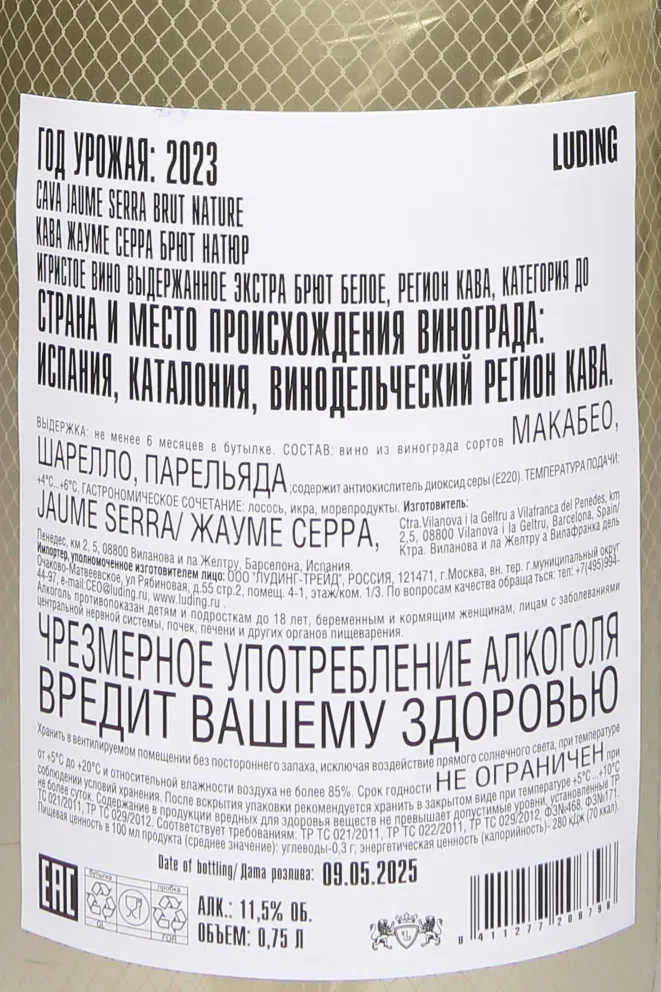 ГОД УРОЖАЯ: 2023
LUDING
CAVA JAUME SERRA BRUT NATURE
КАВА ЖАУМЕ СЕРРА БРЮТ НАТЮР
ИГРИСТОЕ ВИНО ВЫДЕРЖАННОЕ ЭКСТРА БРЮТ БЕЛОЕ, РЕГИОН КАВА, КАТЕГОРИЯ DO
СТРАНА И МЕСТО ПРОИСХОЖДЕНИЯ ВИНОГРАДА:
ИСПАНИЯ, КАТАЛОНИЯ, ВИНОДЕЛЬЧЕСКИЙ РЕГИОН КАВА.
ВЫДЕРЖКА: не менее 6 месяцев в бутылке. СОСТАВ: вино из винограда сортов МАКАБЕО,
ШАРЕЛЛО, ПАРЕЛЬЯДА ;содержит антиокислитель диоксид серы (Е220). ТЕМПЕРАТУРА ПОДАЧИ:
+4°С...+6°С. ГАСТРОНОМИЧЕСКОЕ СОЧЕТАНИЕ: лосось, икра, морепродукты. Изготовитель:
JAUME SERRA/ ЖАУМЕ СЕРРА,
Ctra.Vilanova i la Geltru a Vilafranca del Penedes, km
2,5, 08800 Vilanova i la Geltru, Barcelona, Spain/
Ктра. Виланова и ла Желтру а Вилафранка дель
Пенедес, км 2, 5, 08800 Виланова и ла Желтру, Барселона, Испания.
Импортер, уполномоченное изготовителем лицо: ООО "ЛУДИНГ-ТРЕЙД", РОССИЯ, 121471, г.Москва, вн. тер. г.муниципальный округ
Очаково-Матвеевское, ул Рябиновая, д.55 стр.2, помещ. 4-1, этаж/ком. 1/3. По вопросам качества обращаться: тел: +7(495)994-
44-97, e-mail:CEO@luding.ru, www.luding.ru .
Алкоголь противопоказан детям и подросткам до 18 лет, беременным и кормящим женщинам, лицам с заболеваниями
центральной нервной системы, почек, печени и других органов пищеварения.
ЧРЕЗМЕРНОЕ УПОТРЕБЛЕНИЕ АЛКОГОЛЯ
ВРЕДИТ ВАШЕМУ ЗДОРОВЬЮ
Хранить в вентилируемом помещении без постороннего запаха, исключая воздействие прямого солнечного света, при температуре
от +5°С до +20°С и относительной влажности воздуха не более 85%. Срок годности НЕ ОГРАНИЧЕН при
соблюдении условий хранения. После вскрытия упаковки рекомендуется хранить в закрытом виде при температуре +5°С ...+10°С
не более суток. Содержание в продукции вредных для здоровья веществ не превышает допустимые уровни, установленные ТР
ТС 021/2011, ТР ТС 029/2012. Соответствует требованиям: ТР ТС 021/2011, ТР ТС 022/2011, ТР ТС 029/2012, ФЗ№468, ФЗ№171.
Пищевая ценность в 100 мл продукта (среднее значение): углеводы-0,3 г; энергетическая ценность (калорийность)- 280 кДж (70 ккал).
Date of bottling/ Дата розлива: 09.05.2025
EAC
бутылка
GL
пробка
FOR
АЛК.: 11,5% ОБ.
ОБЪЕМ: 0,75 Л
8 411277 206796